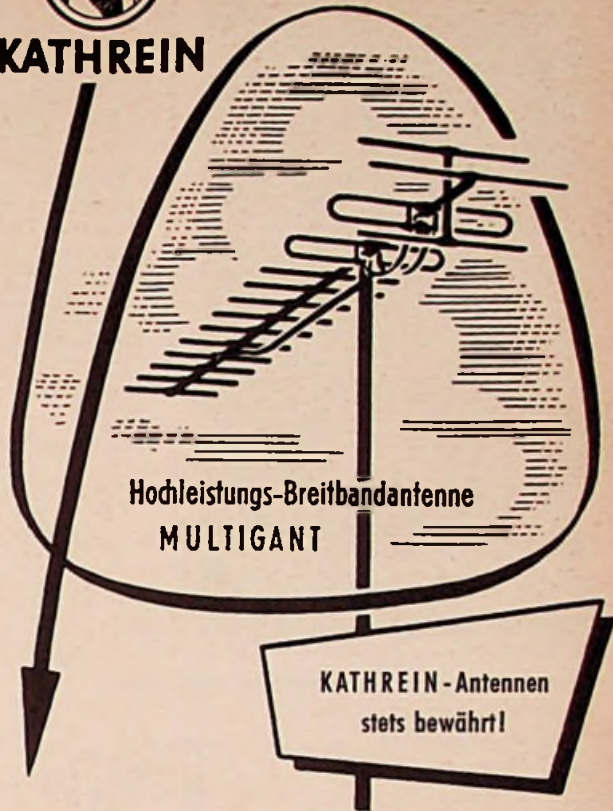 KATHREIN
Hochleistungs-Breitbandantenne
MULTIGANT
KATHREIN-Antennen
stets bewährt!